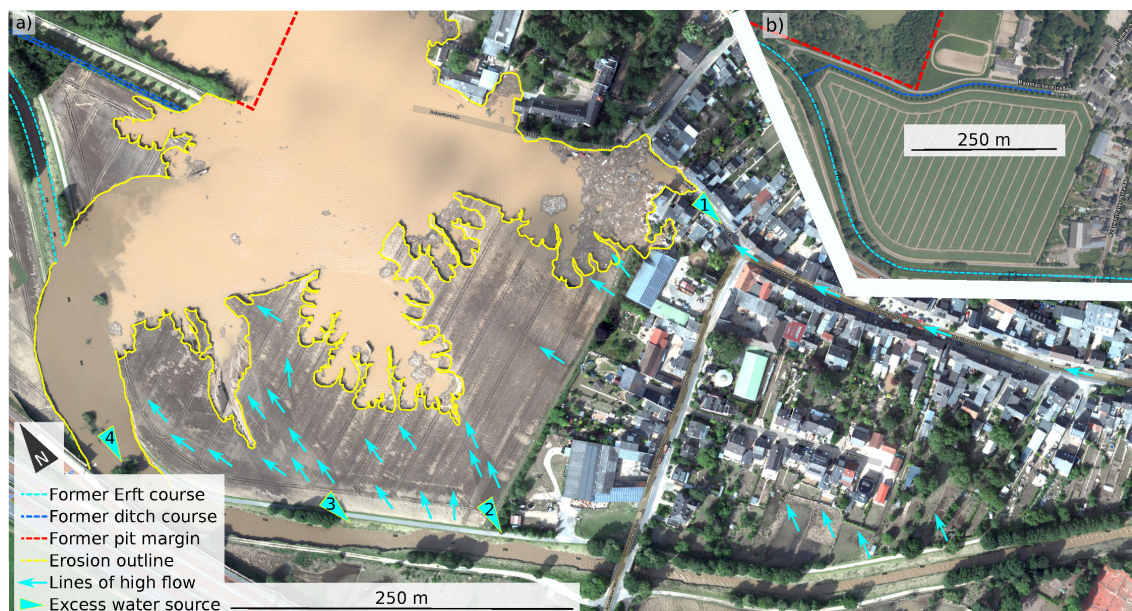 a)
b)
Radmacherstraße
250 m
1
2
3
4
N
Former Erft course
Former ditch course
Former pit margin
Erosion outline
Lines of high flow
Excess water source
250 m